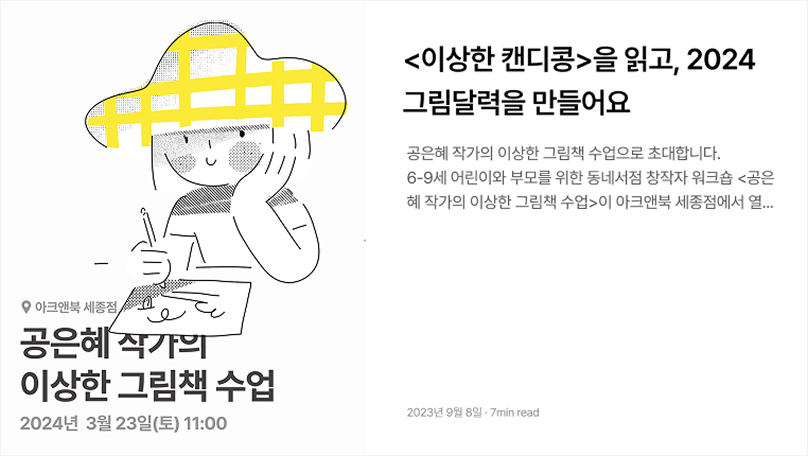 아크앤북 세종점
공은혜 작가의
이상한 그림책 수업
2024년 3월 23일(토) 11:00
<이상한 캔디콩>을 읽고, 2024
그림달력을 만들어요
공은혜 작가의 이상한 그림책 수업으로 초대합니다.
6-9세 어린이와 부모를 위한 동네서점 창작자 워크숍 <공은
혜 작가의 이상한 그림책 수업>이 아크앤북 세종점에서 열...
2023년 9월 8일 · 7min read